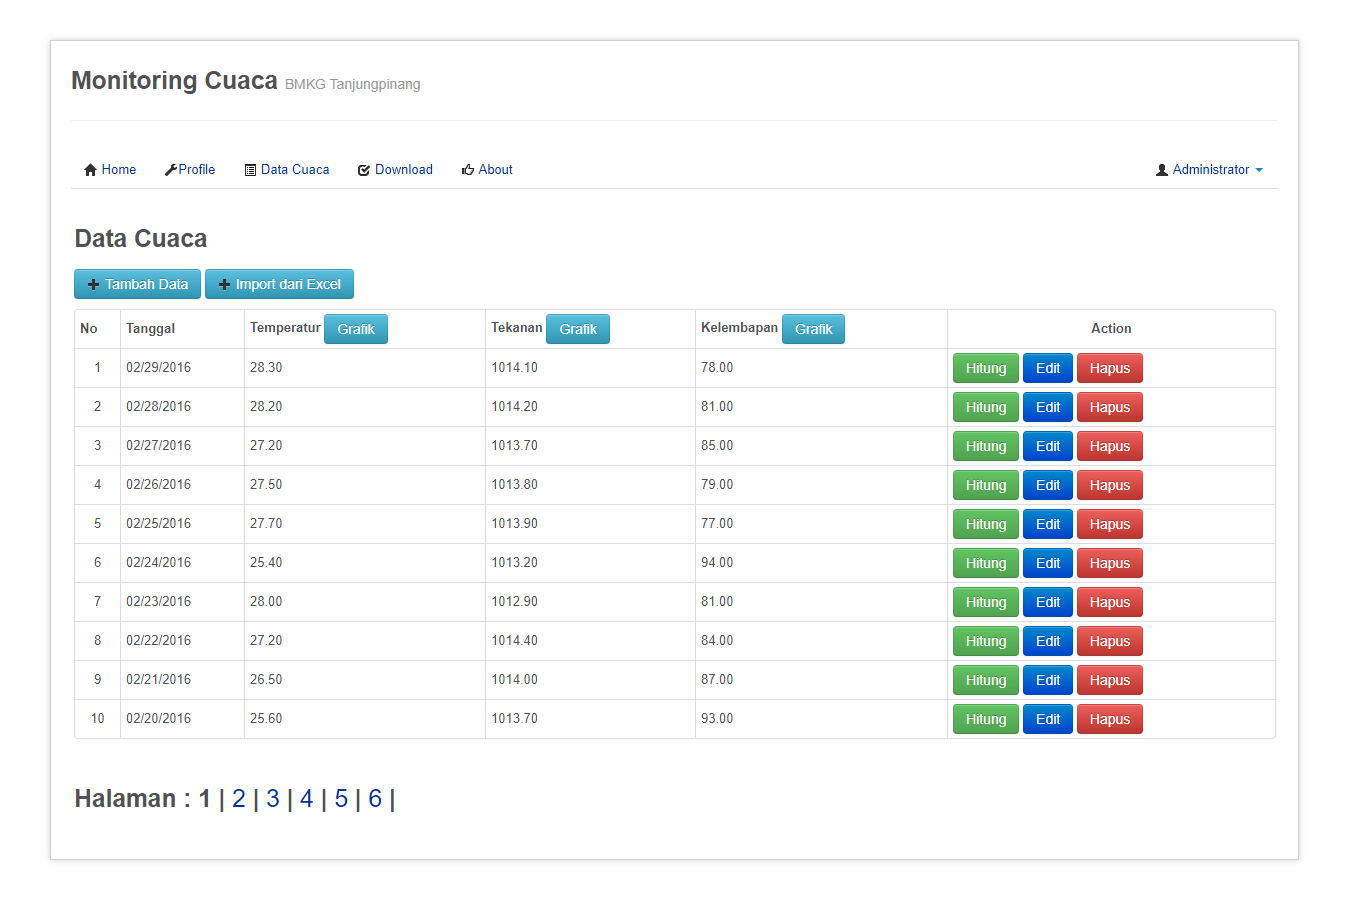 Monitoring Cuaca BMKG Tanjungpinang
Home Profile Data Cuaca Download About Administrator
Data Cuaca
Tambah Data Import dari Excel
No Tanggal Temperatur Grafik Tekanan Grafik Kelembapan Grafik Action
1 02/29/2016 28.30 1014.10 78.00 Hitung Edit Hapus
2 02/28/2016 28.20 1014.20 81.00 Hitung Edit Hapus
3 02/27/2016 27.20 1013.70 85.00 Hitung Edit Hapus
4 02/26/2016 27.50 1013.80 79.00 Hitung Edit Hapus
5 02/25/2016 27.70 1013.90 77.00 Hitung Edit Hapus
6 02/24/2016 25.40 1013.20 94.00 Hitung Edit Hapus
7 02/23/2016 28.00 1012.90 81.00 Hitung Edit Hapus
8 02/22/2016 27.20 1014.40 84.00 Hitung Edit Hapus
9 02/21/2016 26.50 1014.00 87.00 Hitung Edit Hapus
10 02/20/2016 25.60 1013.70 93.00 Hitung Edit Hapus
Halaman : 1 | 2 | 3 | 4 | 5 | 6 |